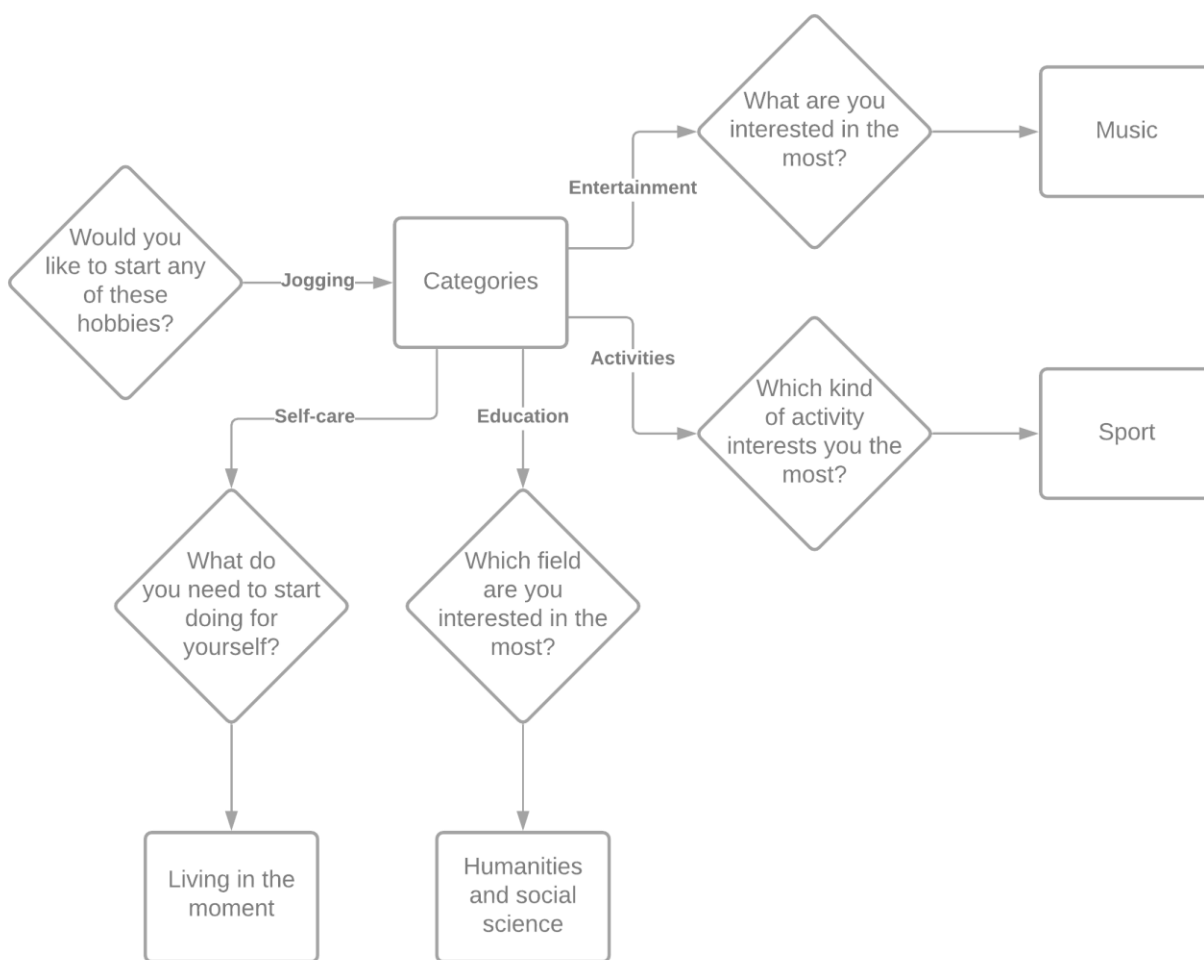 What are you
interested in the
most?
Music
Entertainment
Would you
like to start any
of these
hobbies?
Jogging
Categories
Activities
Which kind
of activity
interests you the
most?
Sport
Self-care
Education
What do
you need to start
doing for
yourself?
Which field
are you
interested in the
most?
Living in the
moment
Humanities
and social
science